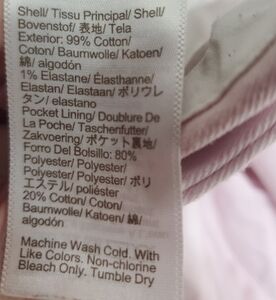 Shell/ Tissu Principal/ Shell/
Bovenstof/ 表地/ Tela
Exterior: 99% Cotton/
Coton/ Baumwolle/ Katoen/
綿/ algodón
1% Elastane/ Élasthanne/
Elastan/ Elastaan/ ポリウレ
タン/ elastano
Pocket Lining/ Doublure De
La Poche/ Taschenfutter/
Zakvoering/ ポケット裏地/
Forro Del Bolsillo: 80%
Polyester/ Polyester/
Polyester/ Polyester/ ポリ
エステル/ poliéster
20% Cotton/ Coton/
Baumwolle/ Katoen/ 綿/
algodón
Machine Wash Cold. With
Like Colors. Non-chlorine
Bleach Only. Tumble Dry